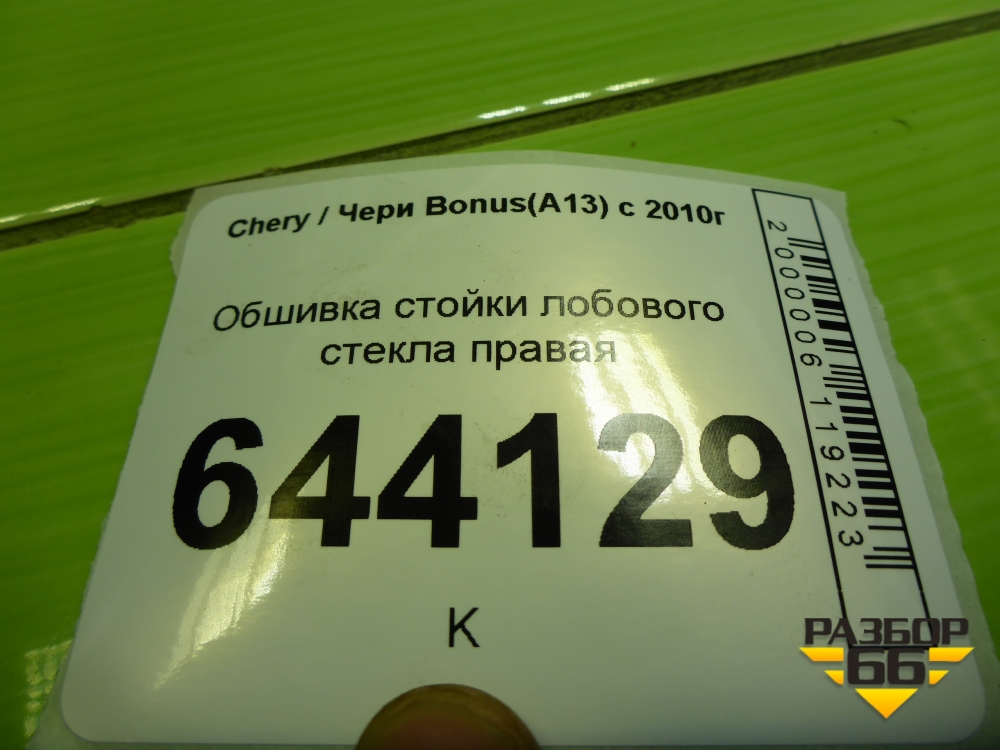 Chery / Чери Bonus(A13) с 2010г
Обшивка стойки лобового
стекла правая
644129
К
2000006119223
РАЗБОР
66